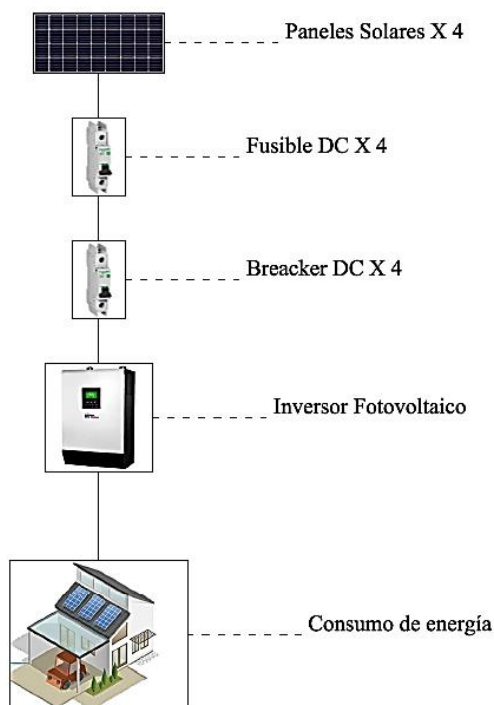 Paneles Solares X 4
Fusible DC X 4
Breacker DC X 4
Inversor Fotovoltaico
Consumo de energía